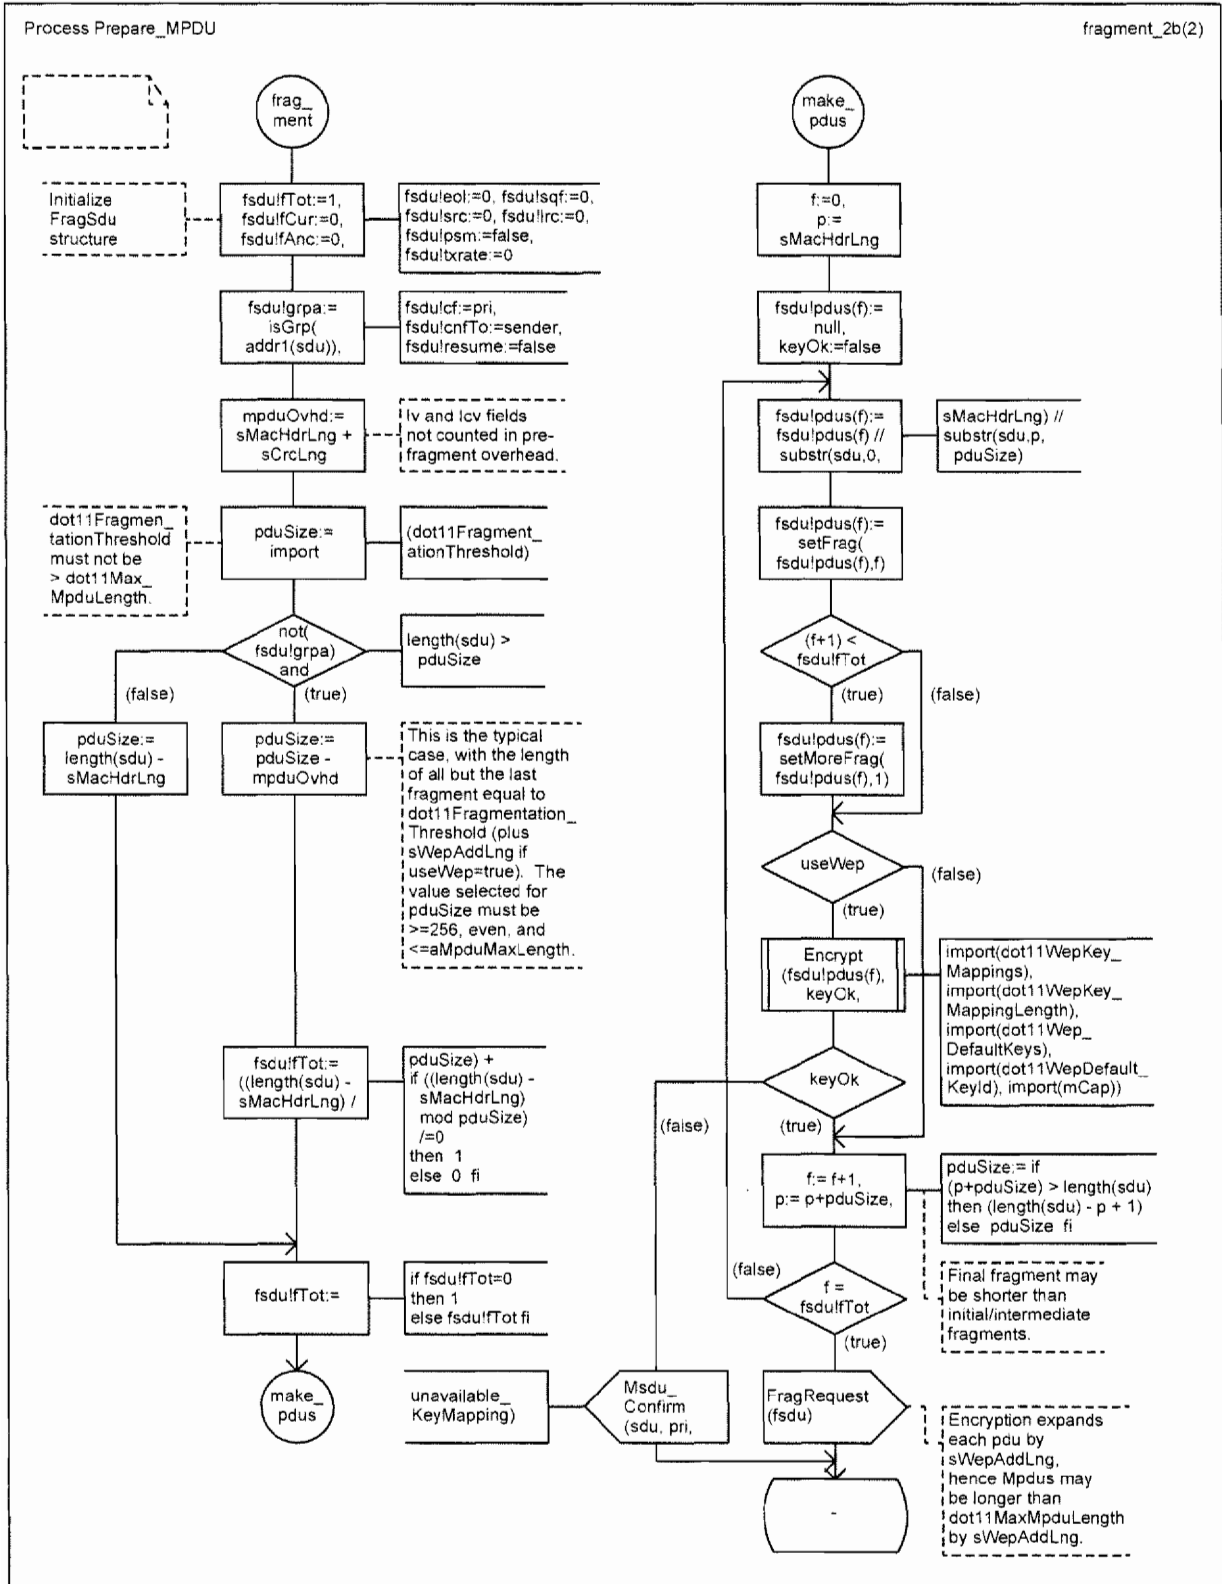 Process Prepare_MPDU
fragment_2b(2)
frag_
ment
Initialize
FragSdu
structure
fsdu!fTot:=1,
fsdu!fCur:=0,
fsdu!fAnc:=0,
fsdu!eol:=0, fsdu!sqf:=0,
fsdu!src:=0, fsdu!lrc:=0,
fsdu!psm:=false,
fsdu!txrate:=0
fsdu!grpa:=
isGrp(
addr1(sdu)),
fsdu!cf:=pri,
fsdu!cnfTo:=sender,
fsdu!resume:=false
mpduOvhd:=
sMacHdrLng +
sCrcLng
Iv and Icv fields
not counted in pre-
fragment overhead.
dot11Fragmen_
tationThreshold
must not be
> dot11Max_
MpduLength.
pduSize:=
import
(dot11Fragment_
ationThreshold)
not(
fsdu!grpa)
and
length(sdu) >
pduSize
(false)
(true)
pduSize:=
length(sdu) -
sMacHdrLng
pduSize:=
pduSize -
mpduOvhd
This is the typical
case, with the length
of all but the last
fragment equal to
dot11Fragmentation_
Threshold (plus
sWepAddLng if
useWep=true). The
value selected for
pduSize must be
>=256, even, and
<=aMpduMaxLength.
fsdu!fTot:=
((length(sdu) -
sMacHdrLng) /
pduSize) +
if ((length(sdu) -
sMacHdrLng)
mod pduSize)
/=0
then 1
else 0 fi
fsdu!fTot:=
if fsdu!fTot=0
then 1
else fsdu!fTot fi
make_
pdus
make_
pdus
f:=0,
p:=
sMacHdrLng
fsdu!pdus(f):=
null,
keyOk:=false
fsdu!pdus(f):=
fsdu!pdus(f) //
substr(sdu,0,
sMacHdrLng) //
substr(sdu,p,
pduSize)
fsdu!pdus(f):=
setFrag(
fsdu!pdus(f),f)
(f+1) <
fsdu!fTot
(true)
(false)
fsdu!pdus(f):=
setMoreFrag(
fsdu!pdus(f),1)
useWep
(false)
(true)
Encrypt
(fsdu!pdus(f),
keyOk,
import(dot11WepKey_
Mappings),
import(dot11WepKey_
MappingLength),
import(dot11Wep_
DefaultKeys),
import(dot11WepDefault_
KeyId), import(mCap))
keyOk
(false)
(true)
f:= f+1,
p:= p+pduSize,
pduSize:= if
(p+pduSize) > length(sdu)
then (length(sdu) - p + 1)
else pduSize fi
(false)
f =
fsdu!fTot
(true)
Final fragment may
be shorter than
initial/intermediate
fragments.
unavailable_
KeyMapping)
Msdu_
Confirm
(sdu, pri,
FragRequest
(fsdu)
Encryption expands
each pdu by
sWepAddLng,
hence Mpdus may
be longer than
dot11MaxMpduLength
by sWepAddLng.
-